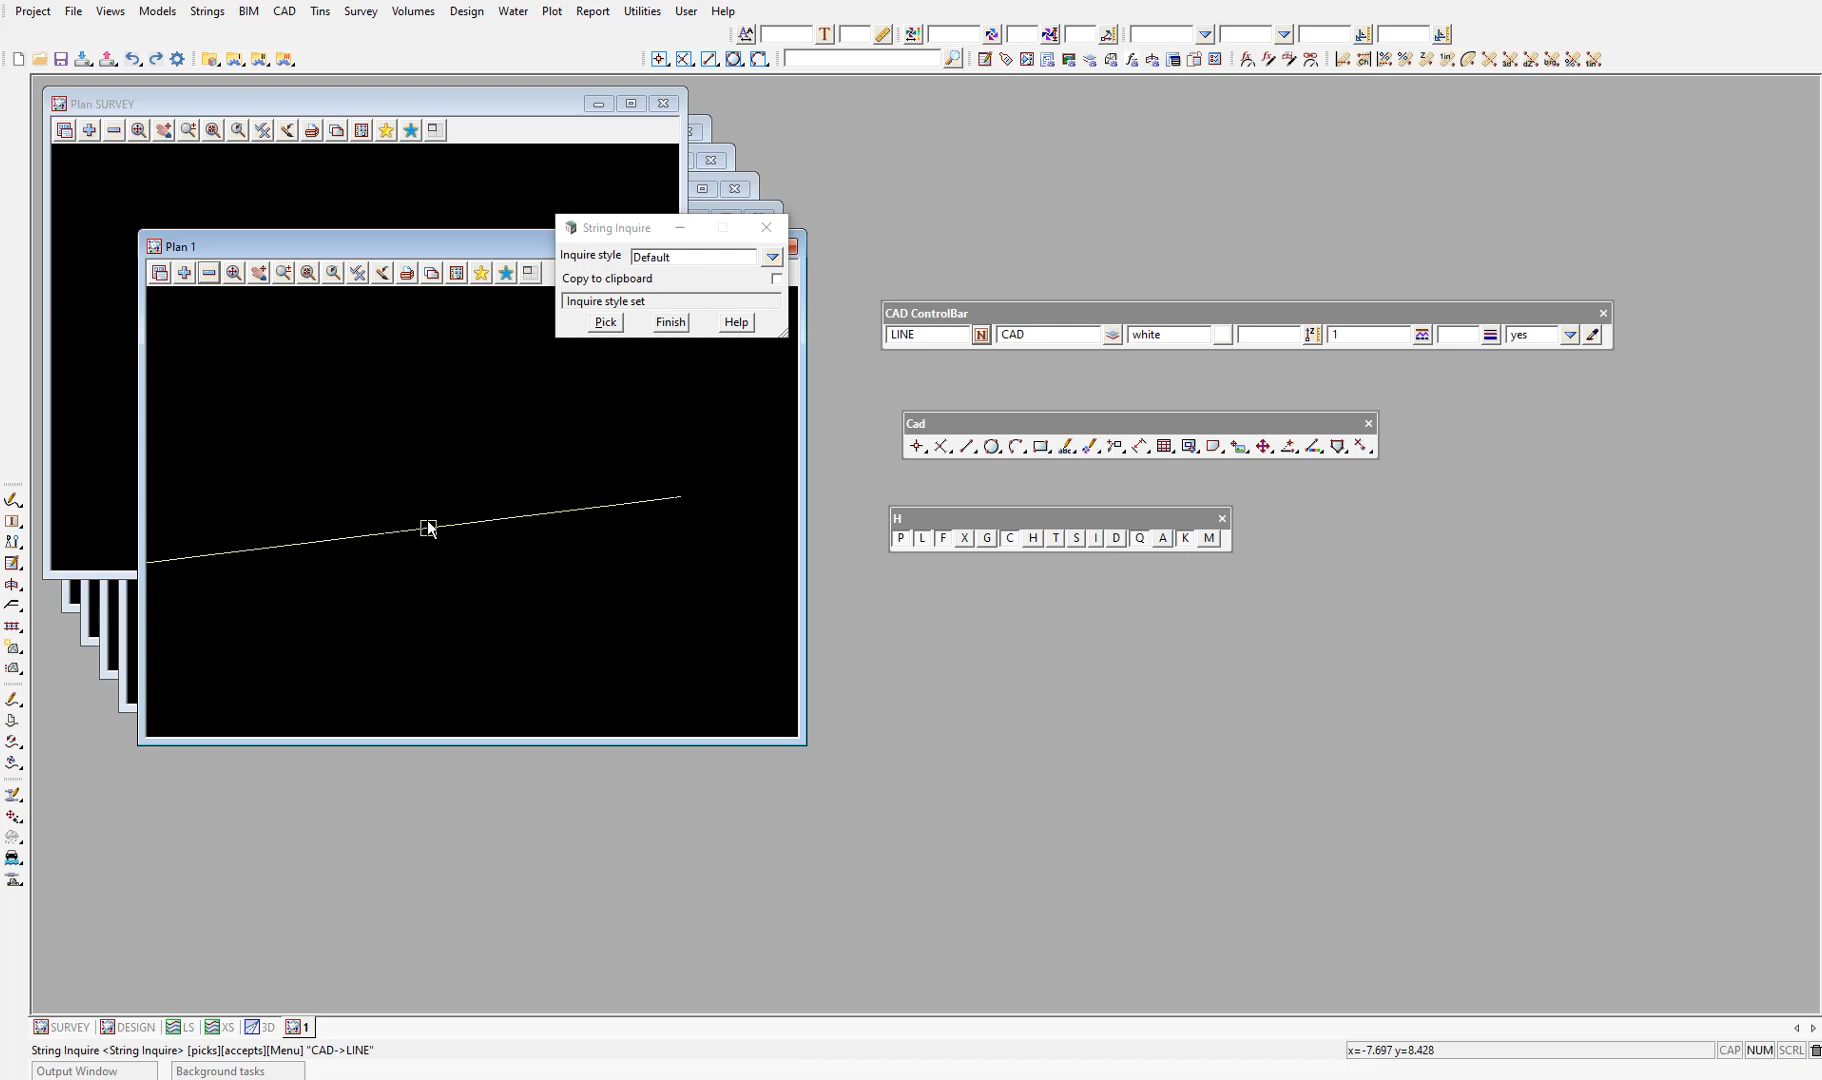 Project File Views Models Strings BIM CAD Tins Survey Volumes Design Water Plot Report Utilities User Help
Plan SURVEY
Plan 1
String Inquire
Inquire style Default
Copy to clipboard
Inquire style set
Pick Finish Help
CAD ControlBar
LINE CAD white 1 yes
Cad
H
P L F X G C H T S I D Q A K M
SURVEY DESIGN LS XS 3D 1
String Inquire <String Inquire> [picks][accepts][Menu] "CAD->LINE"
x=-7.697 y=8.428
CAP NUM SCRL
Output Window Background tasks